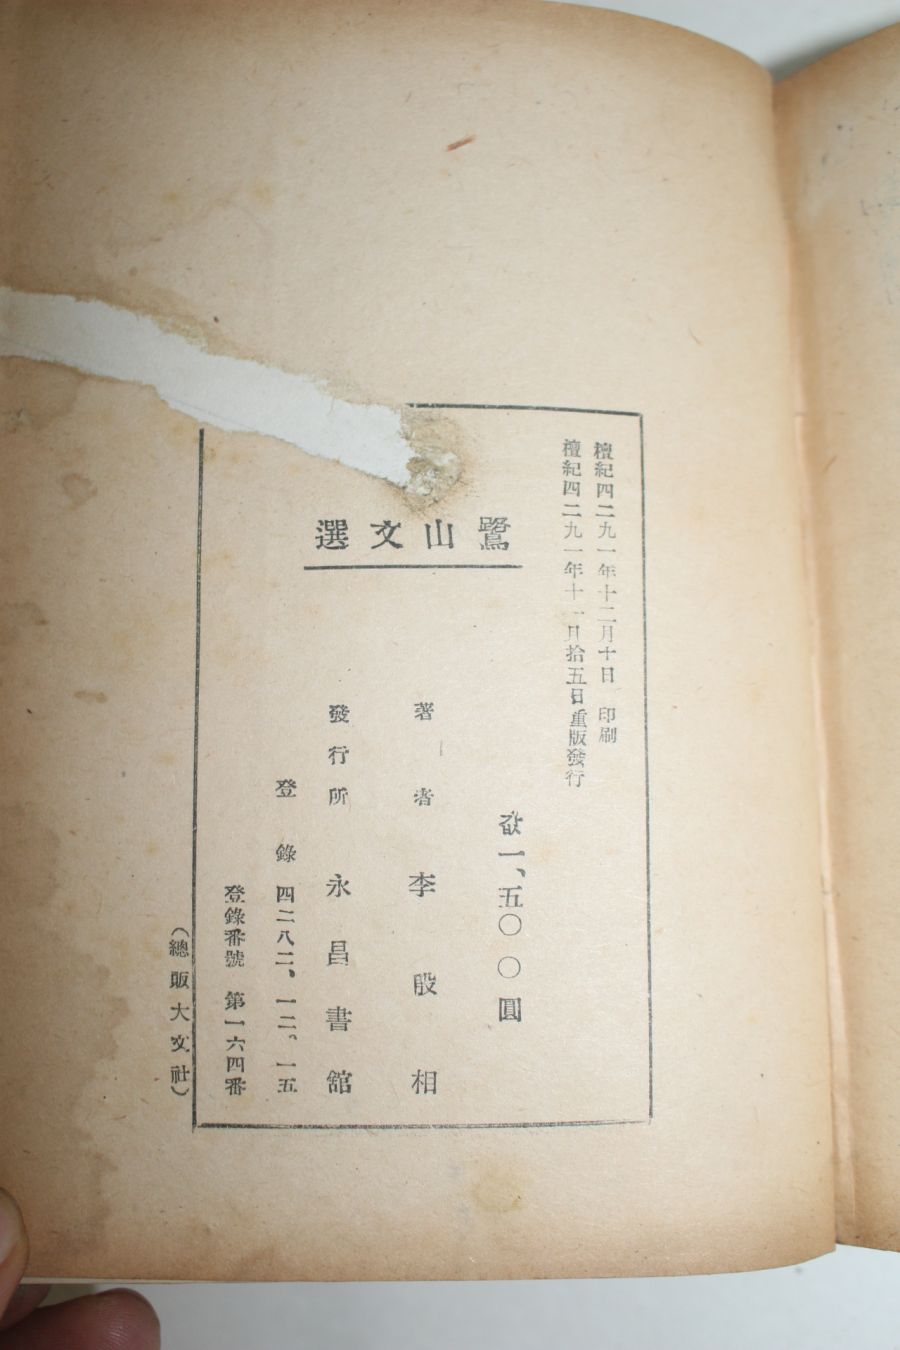 檀紀四二九一年十二月十日 印刷
檀紀四二九一年十一月拾五日重版發行
鷺山文選
값一、五〇〇圓
著者 李殷相
發行所 永昌書館
登錄 四二八二、一二、一五
登錄番號 第一六四番
(總販大文社)